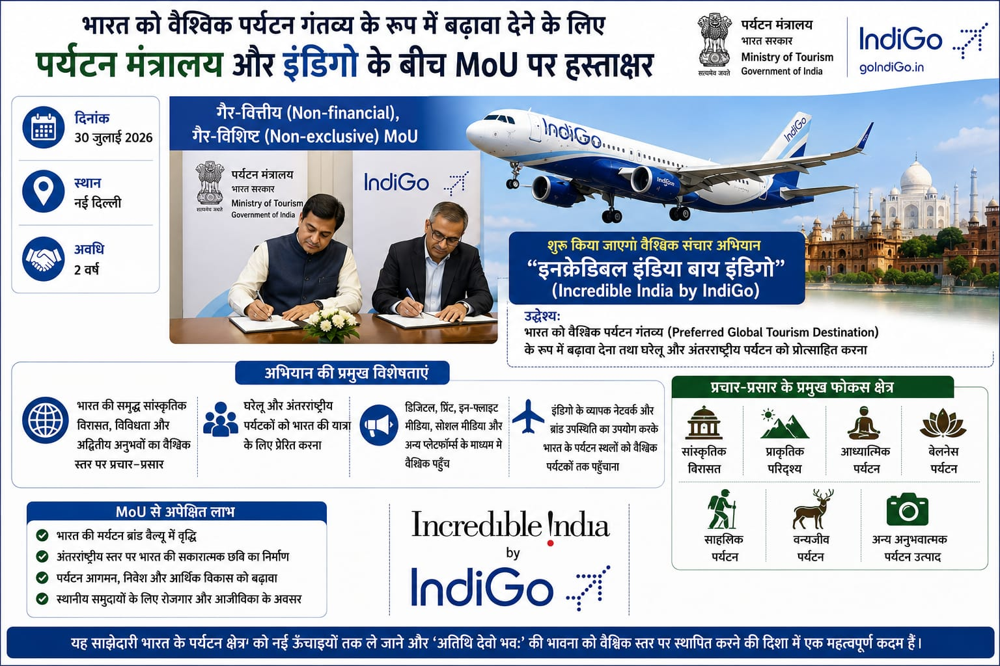 भारत को वैश्विक पर्यटन गंतव्य के रूप में बढ़ावा देने के लिए
पर्यटन मंत्रालय और इंडिगो के बीच MoU पर हस्ताक्षर
सत्यमेव जयते
पर्यटन मंत्रालय
भारत सरकार
Ministry of Tourism
Government of India
IndiGo
goIndiGo.in
दिनांक
30 जुलाई 2026
स्थान
नई दिल्ली
अवधि
2 वर्ष
गैर-वित्तीय (Non-financial),
गैर-विशिष्ट (Non-exclusive) MoU
सत्यमेव जयते
पर्यटन मंत्रालय
भारत सरकार
Ministry of Tourism
Government of India
IndiGo
IndiGo
IndiGo
IndiGo
शुरू किया जाएगां वैश्विक संचार अभियान
“इनक्रेडिबल इंडिया बाय इंडिगो”
(Incredible India by IndiGo)
उद्धेश्य:
भारत को वैश्विक पर्यटन गंतव्य (Preferred Global Tourism Destination)
के रूप में बढ़ावा देना तथा घरेलू और अंतरराष्ट्रीय पर्यटन को प्रोत्साहित करना
अभियान की प्रमुख विशेषताएं
भारत की समृद्ध सांस्कृतिक
विरासत, विविधता और
अद्वितीय अनुभवों का वैश्विक
स्तर पर प्रचार–प्रसार
घरेलू और अंतरर्राष्ट्रीय
पर्यटकों को भारत की यात्रा
के लिए प्रेरित करना
डिजिटल, प्रिंट, इन-फ्लाइट
मीडिया, सोशल मीडिया और
अन्य प्लेटफॉर्म्स के माध्यम मे
वैश्विक पहुँच
इंडिगो के व्यापक नेटवर्क और
ब्रांड उपस्थिति का उपयोग करके
भारत के पर्यटन स्थलों को वैश्विक
पर्यटकों तक पहुँचाना
प्रचार-प्रसार के प्रमुख फोकस क्षेत्र
सांस्कृतिक
विरासत
प्राकृतिक
परिदृश्य
आध्यात्मिक
पर्यटन
बेलनेस
पर्यटन
साहलिक
पर्यटन
वन्यजीव
पर्यटन
अन्य अनुभवात्मक
पर्यटन उत्पाद
MoU से अपेक्षित लाभ
भारत की मर्यटन ब्रांड बैल्यू में वृद्धि
अंतरराष्ट्रीय स्तर पर भारत की सकारात्मक छबि का निर्माण
पर्यटन आगमन, निवेश और आर्थिक विकास को बढ़ावा
स्थानीय समुदायों के लिए रोजगार और आजीविका के अवसर
Incredible !ndia
by
IndiGo
यह साझेदारी भारत के पर्यटन क्षेत्र' को नई ऊँचाइयों तक ले जाने और ‘अतिथि देवो भव:’ की भावना को वैश्विक स्तर पर स्थापित करने की दिशा में एक महत्वपूर्ण कदम हैं।